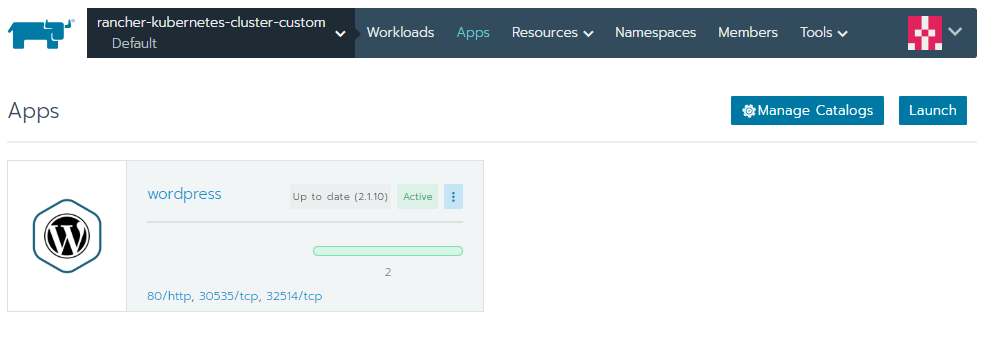 rancher-kubernetes-cluster-custom
Default
Workloads Apps Resources Namespaces Members Tools
Apps
Manage Catalogs Launch
wordpress Up to date (2.1.10) Active
W
2
80/http, 30535/tcp, 32514/tcp